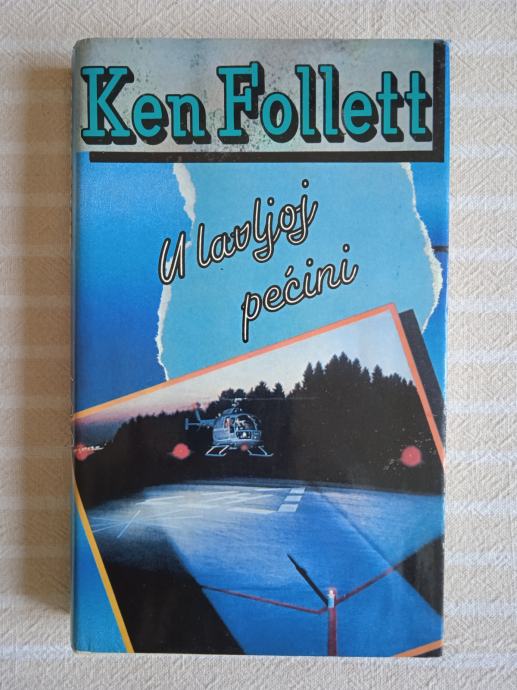 Ken Follett
U lavljoj
pećini